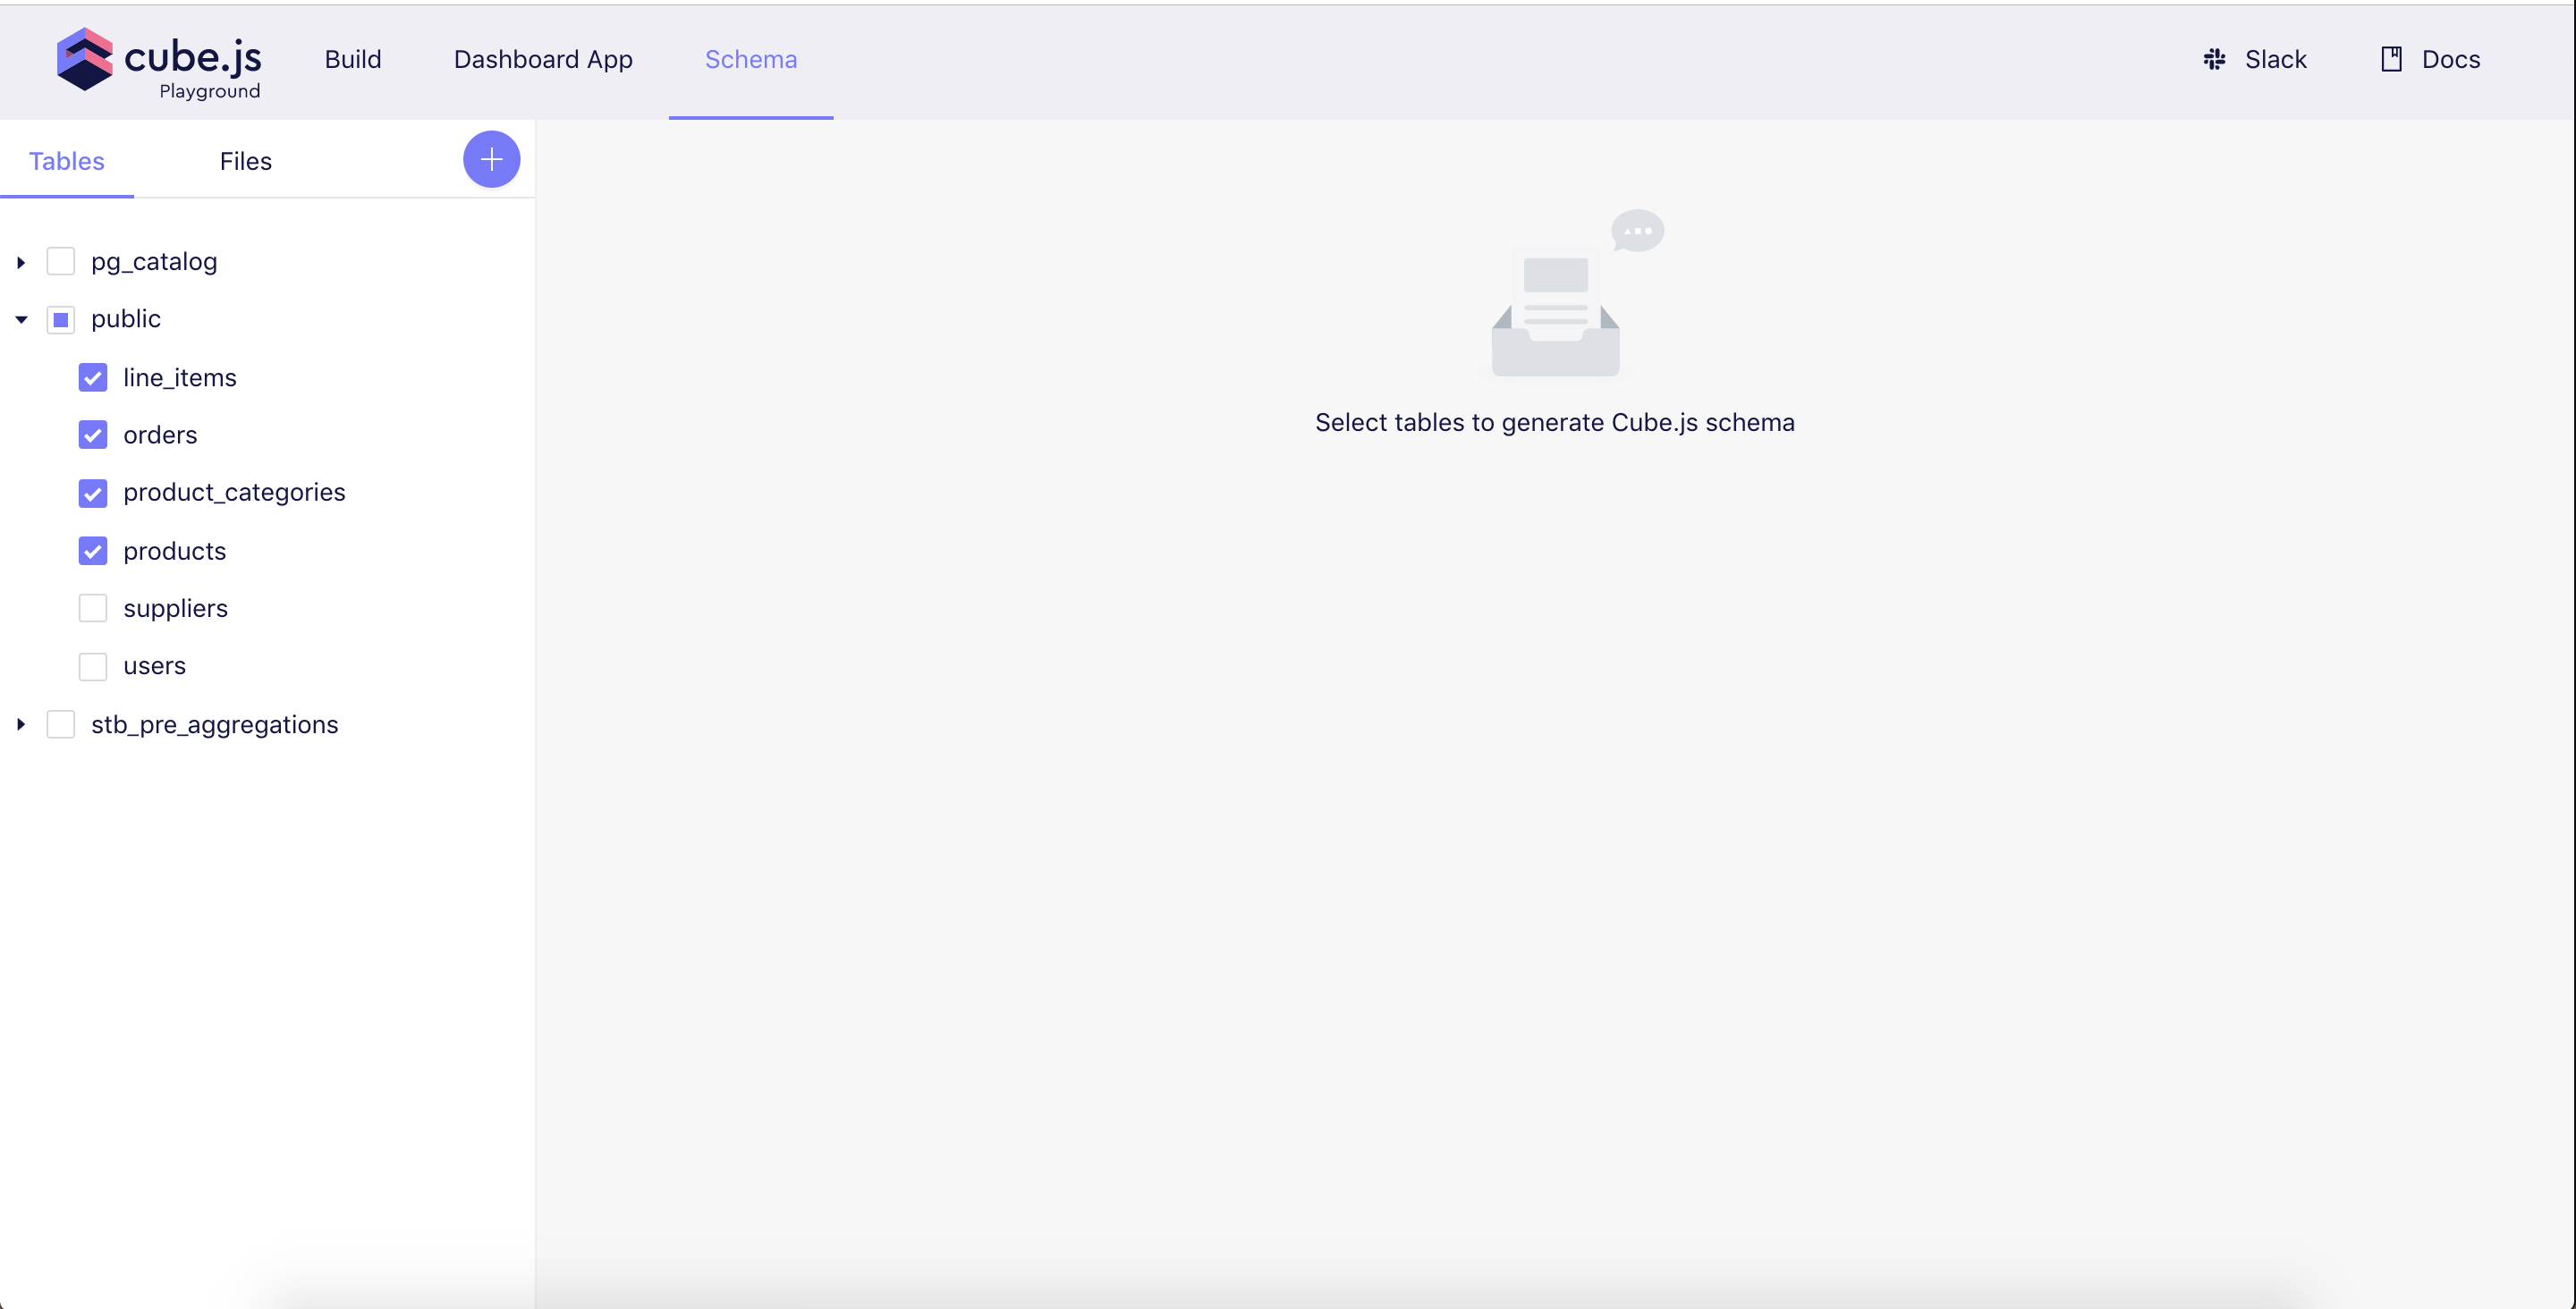 cube.js
Playground
Build
Dashboard App
Schema
Slack
Docs
Tables
Files
pg_catalog
public
line_items
orders
product_categories
products
suppliers
users
stb_pre_aggregations
Select tables to generate Cube.js schema